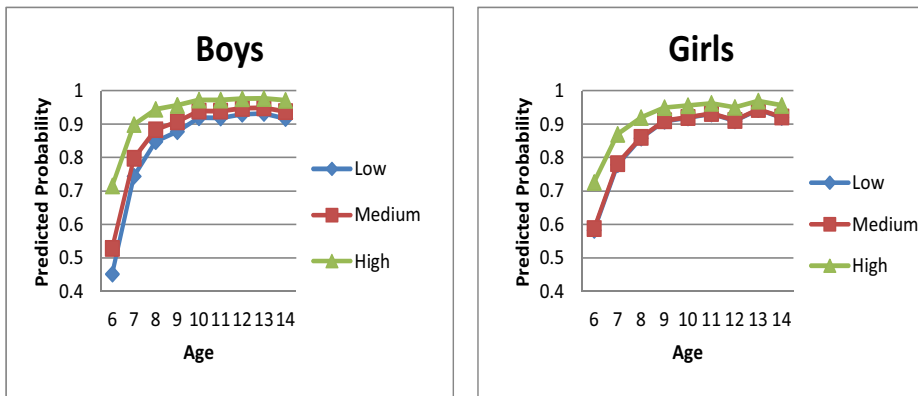 Boys
Predicted Probability
1
0.9
0.8
0.7
0.6
0.5
0.4
6 7 8 9 10 11 12 13 14
Age
Low
Medium
High
Girls
Predicted Probability
1
0.9
0.8
0.7
0.6
0.5
0.4
6 7 8 9 10 11 12 13 14
Age
Low
Medium
High